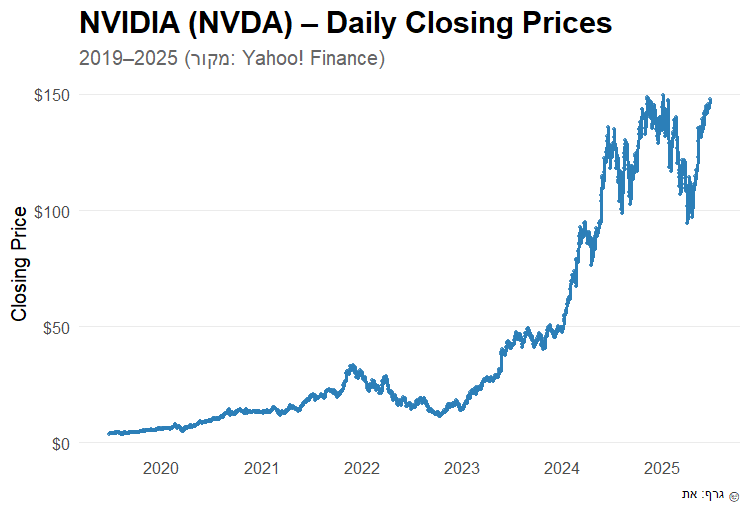 NVIDIA (NVDA) – Daily Closing Prices
2019–2025 (מקור: Yahoo! Finance)
Closing Price
$150
$100
$50
$0
2020 2021 2022 2023 2024 2025
© גרף: את